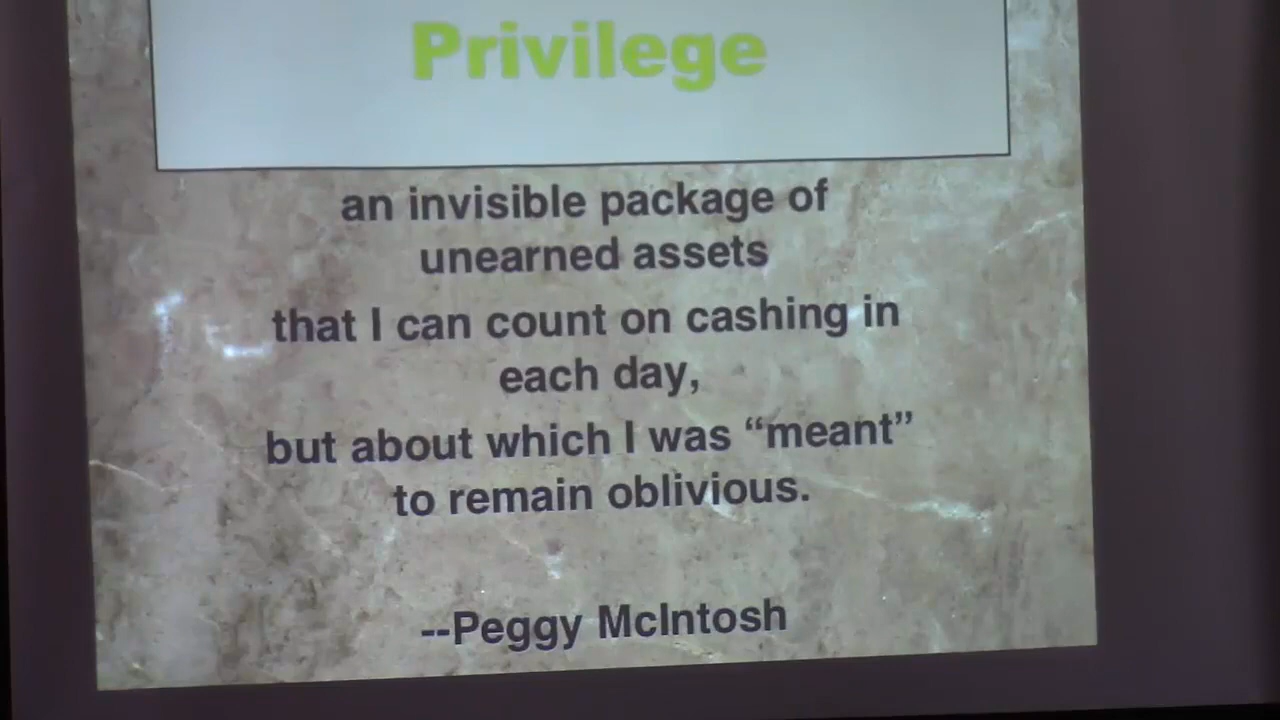 Privilege
an invisible package of
unearned assets
that I can count on cashing in
each day,
but about which I was “meant”
to remain oblivious.
--Peggy McIntosh